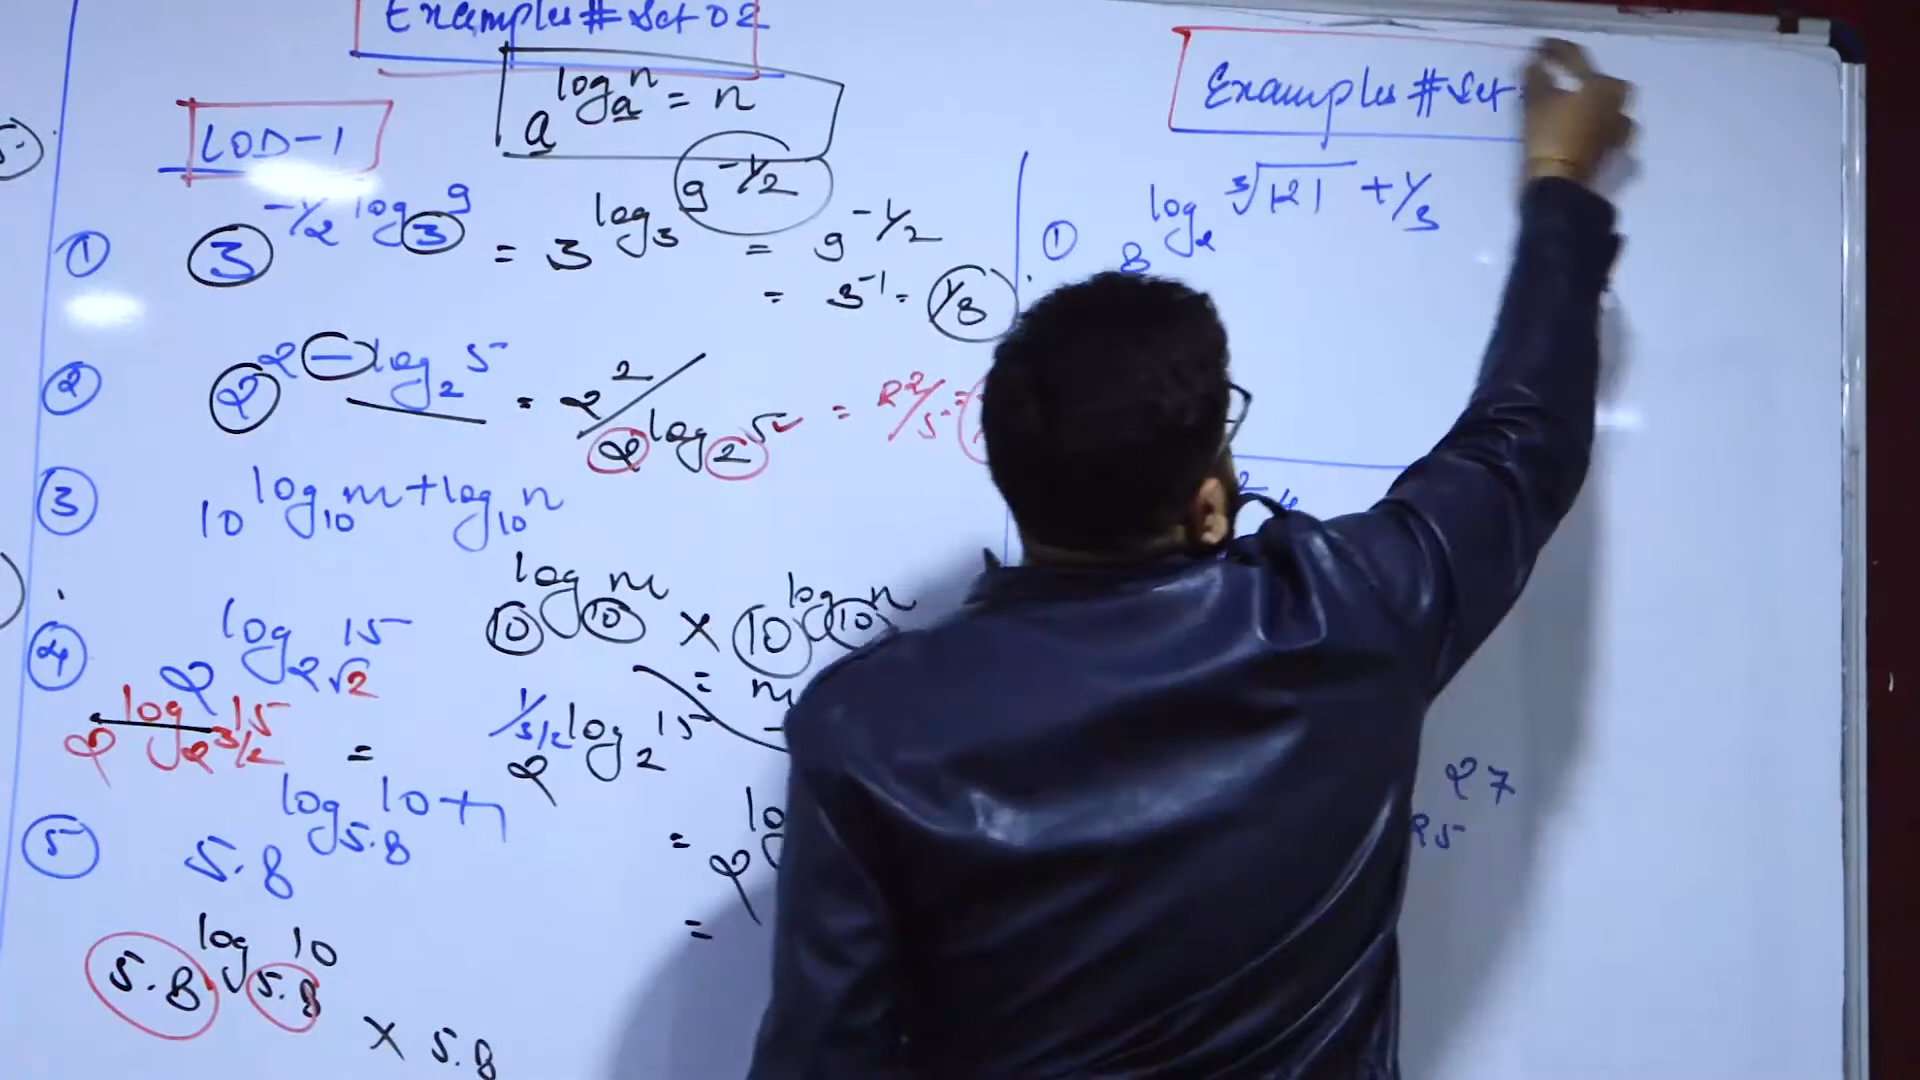 Examples # Set 02
a^{log_a n} = n
LOD-1
① 3^{-1/2 log_3 9} = 3^{log_3 9^{-1/2}} = 9^{-1/2}
= 3^{-1} = 1/3
② 2^{2 - log_2 5} = 2^2 / 2^{log_2 5} = 2^2/5 =
③ 10^{log_10 m + log_10 n}
10^{log_10 m} × 10^{log_10 n}
= m
④ 2^{log_{2√2} 15}
2^{log_{2^{3/2}} 15} = 2^{1/3/2 log_2 15}
= 2
=
⑤ 5.8^{log_{5.8} 10 + 1}
5.8^{log_{5.8} 10} × 5.8
Examples # Set
① 8^{log_2 ∛121 + 1/3}
27
25